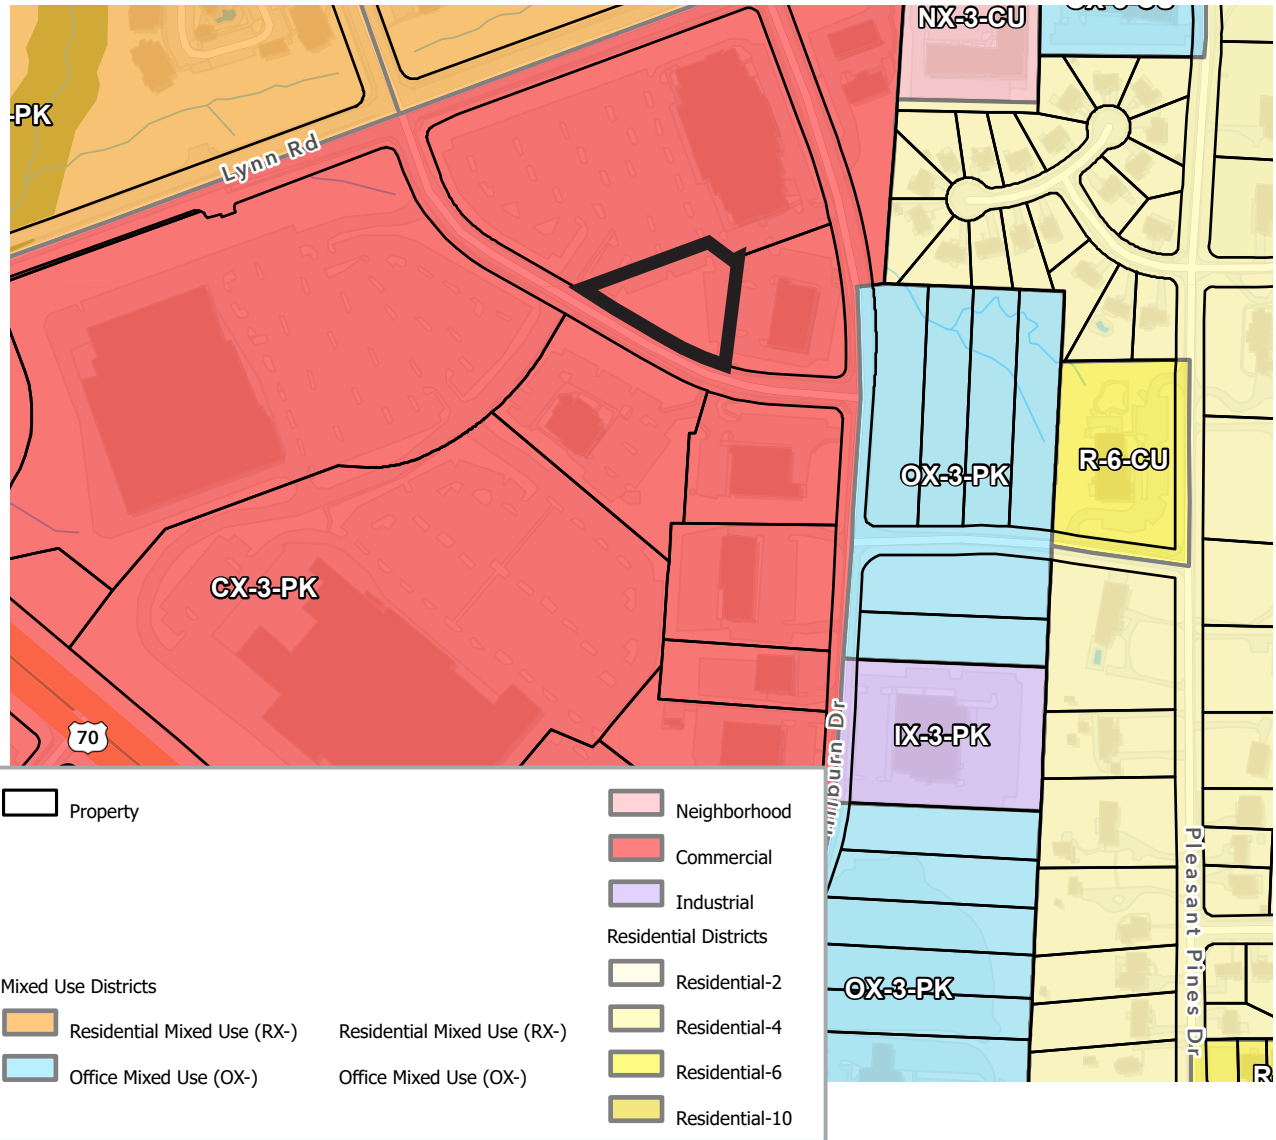 NX-3-CU
-PK
Lynn Rd
OX-3-PK
R-6-CU
CX-3-PK
70
IX-3-PK
Pleasant Pines Dr
OX-3-PK
R
Property
Mixed Use Districts
Residential Mixed Use (RX-)
Residential Mixed Use (RX-)
Office Mixed Use (OX-)
Office Mixed Use (OX-)
Neighborhood
Commercial
Industrial
Residential Districts
Residential-2
Residential-4
Residential-6
Residential-10